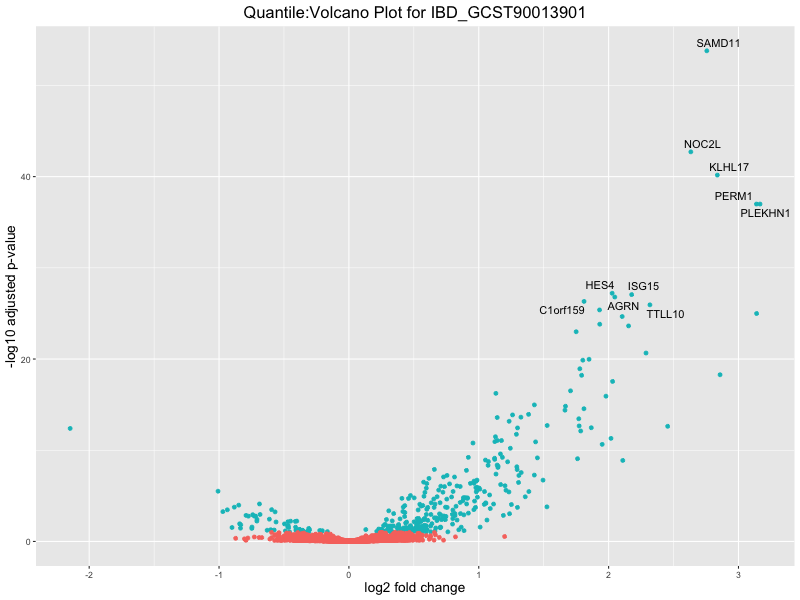 Quantile:Volcano Plot for IBD_GCST90013901
SAMD11
NOC2L
KLHL17
PERM1
PLEKHN1
HES4
ISG15
C1orf159
AGRN
TTLL10
-log10 adjusted p-value
40
20
0
-2
-1
0
1
2
3
log2 fold change